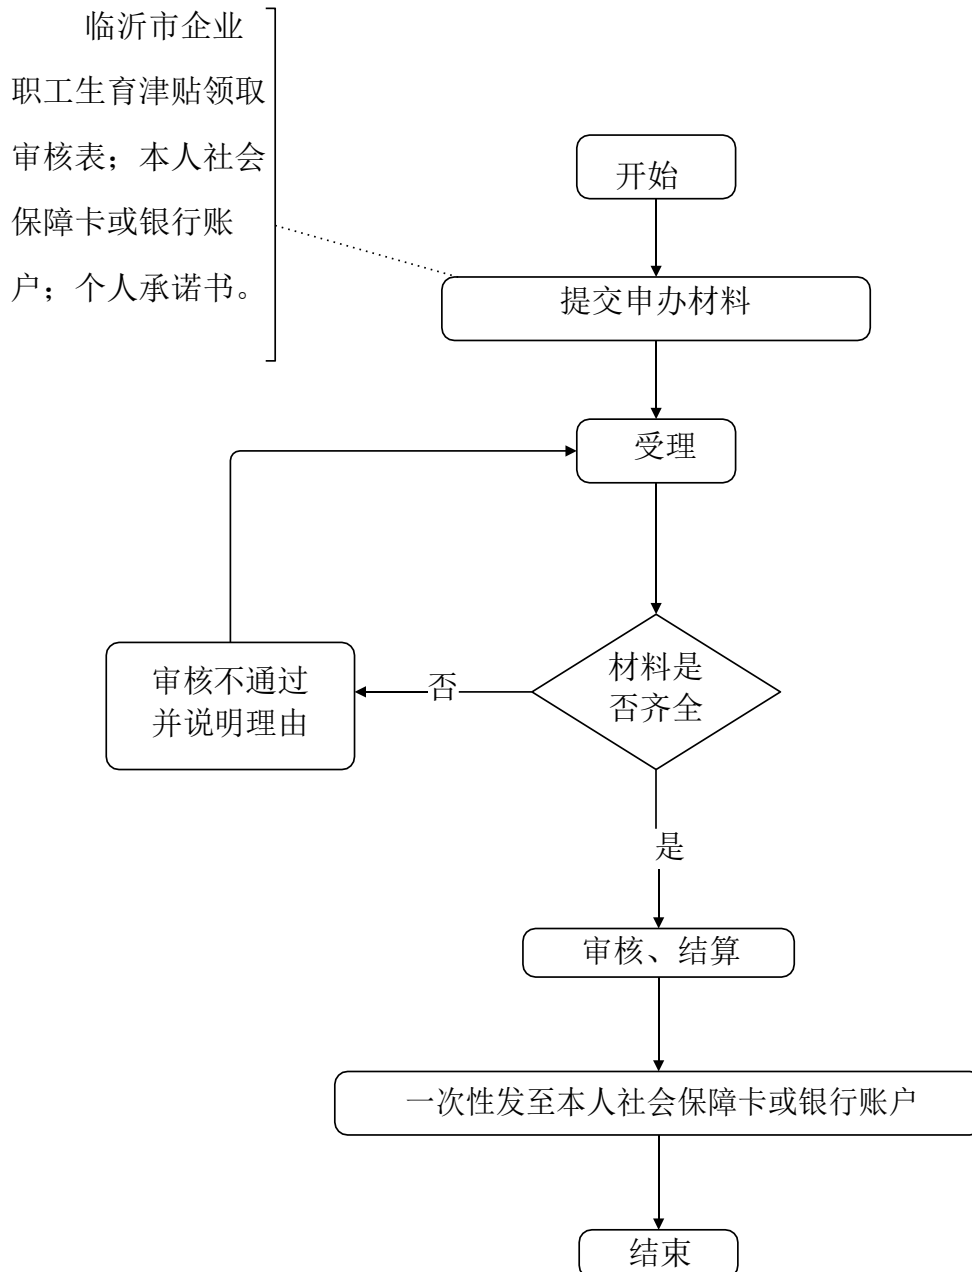 临沂市企业
职工生育津贴领取
审核表；本人社会
保障卡或银行账
户；个人承诺书。
开始
提交申办材料
受理
材料是
否齐全
否
审核不通过
并说明理由
是
审核、结算
一次性发至本人社会保障卡或银行账户
结束